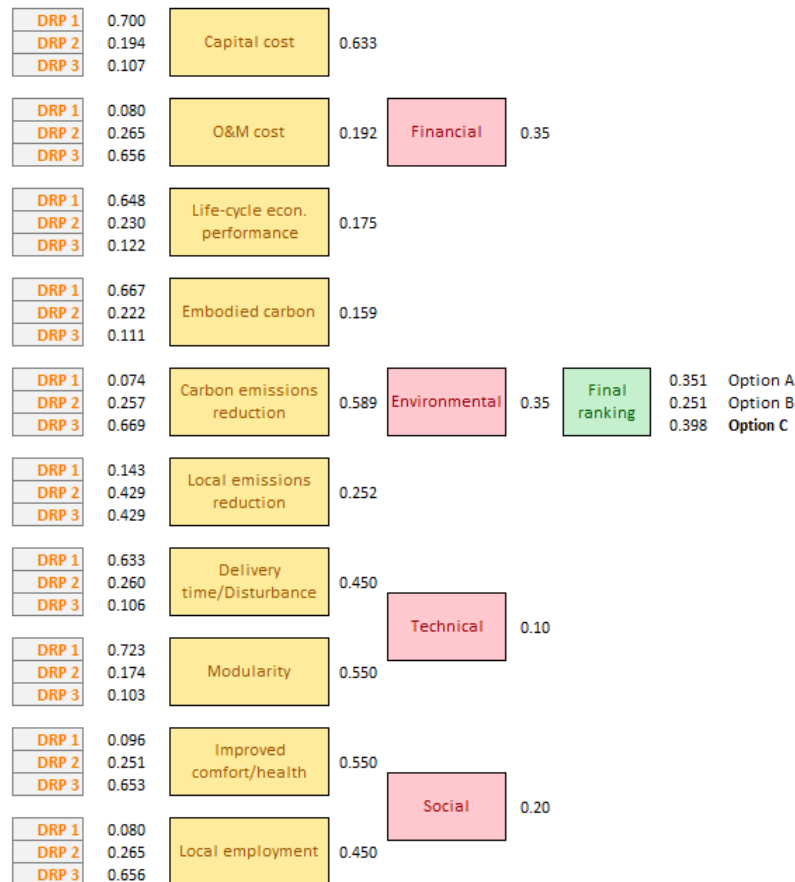 DRP 1 0.700
DRP 2 0.194 Capital cost 0.633
DRP 3 0.107
DRP 1 0.080
DRP 2 0.265 O&M cost 0.192 Financial 0.35
DRP 3 0.656
DRP 1 0.648
DRP 2 0.230 Life-cycle econ. performance 0.175
DRP 3 0.122
DRP 1 0.667
DRP 2 0.222 Embodied carbon 0.159
DRP 3 0.111
DRP 1 0.074 0.351 Option A
DRP 2 0.257 Carbon emissions reduction 0.589 Environmental 0.35 Final ranking 0.251 Option B
DRP 3 0.669 0.398 Option C
DRP 1 0.143
DRP 2 0.429 Local emissions reduction 0.252
DRP 3 0.429
DRP 1 0.633
DRP 2 0.260 Delivery time/Disturbance 0.450
DRP 3 0.106
Technical 0.10
DRP 1 0.723
DRP 2 0.174 Modularity 0.550
DRP 3 0.103
DRP 1 0.096
DRP 2 0.251 Improved comfort/health 0.550
DRP 3 0.653
Social 0.20
DRP 1 0.080
DRP 2 0.265 Local employment 0.450
DRP 3 0.656